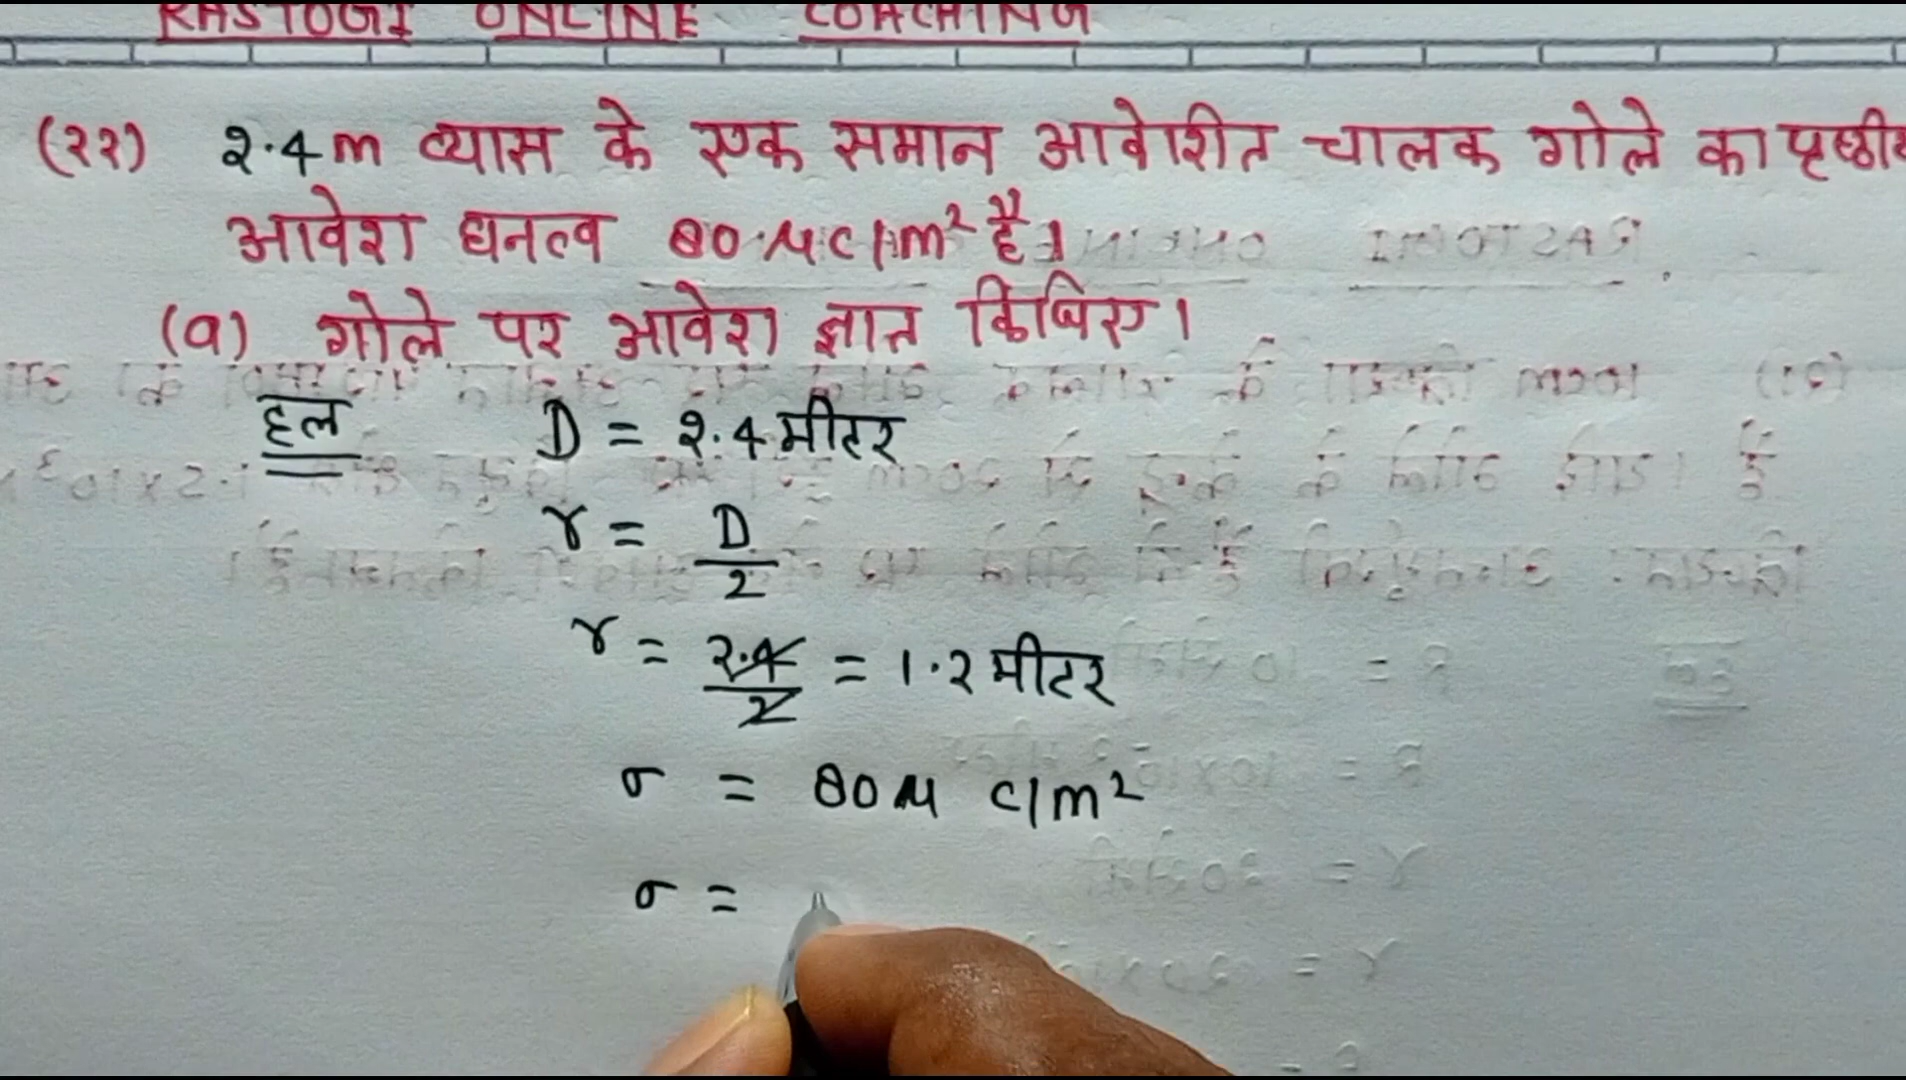 RASTOGI ONLINE COACHING
(22) 2.4 m व्यास के एक समान आवेशित चालक गोले का पृष्ठीय
आवेश घनत्व 80 μC/m² है।
(a) गोले पर आवेश ज्ञात किजिए।
हल D = 2.4 मीटर
r = D/2
r = 2.4/2 = 1.2 मीटर
σ = 80 μ C/m²
σ =